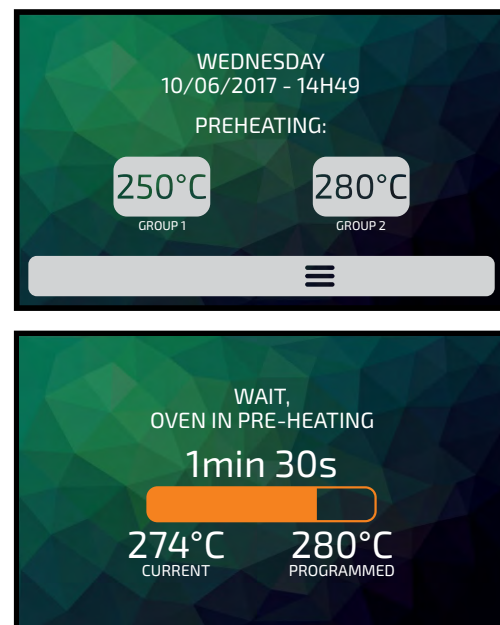 WEDNESDAY
10/06/2017 - 14H49
PREHEATING:
250°C 280°C
GROUP 1 GROUP 2
WAIT,
OVEN IN PRE-HEATING
1min 30s
274°C 280°C
CURRENT PROGRAMMED